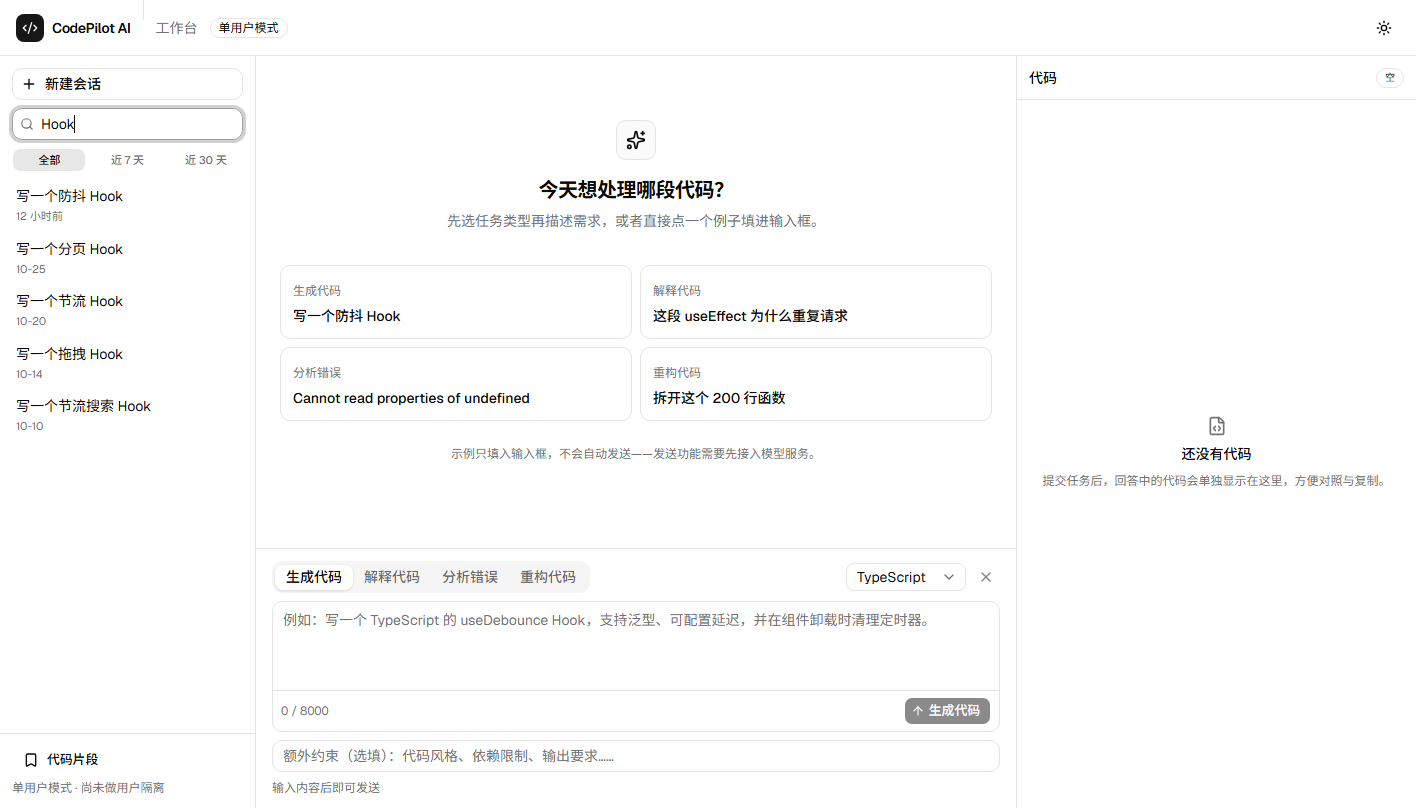 CodePilot AI
工作台
单用户模式
新建会话
Hook
全部
近 7 天
近 30 天
写一个防抖 Hook
12 小时前
写一个分页 Hook
10-25
写一个节流 Hook
10-20
写一个拖拽 Hook
10-14
写一个节流搜索 Hook
10-10
代码片段
单用户模式 · 尚未做用户隔离
今天想处理哪段代码？
先选任务类型再描述需求，或者直接点一个例子填进输入框。
生成代码
写一个防抖 Hook
解释代码
这段 useEffect 为什么重复请求
分析错误
Cannot read properties of undefined
重构代码
拆开这个 200 行函数
示例只填入输入框，不会自动发送——发送功能需要先接入模型服务。
生成代码
解释代码
分析错误
重构代码
TypeScript
例如：写一个 TypeScript 的 useDebounce Hook，支持泛型、可配置延迟，并在组件卸载时清理定时器。
0 / 8000
生成代码
额外约束（选填）：代码风格、依赖限制、输出要求……
输入内容后即可发送
代码
空
还没有代码
提交任务后，回答中的代码会单独显示在这里，方便对照与复制。